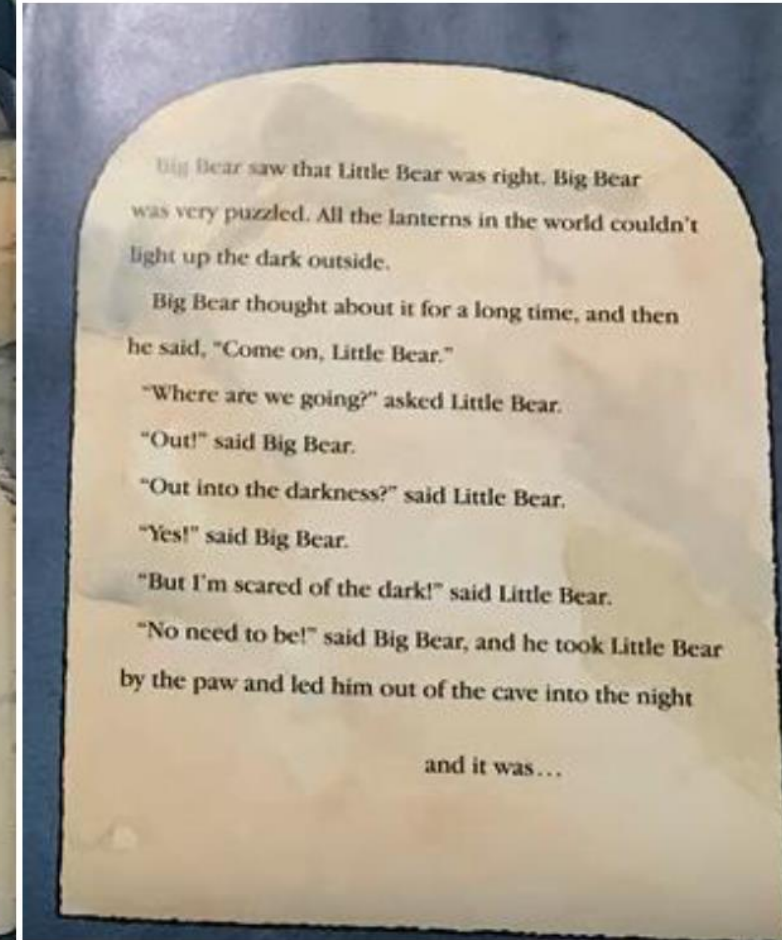 Big Bear saw that Little Bear was right. Big Bear
was very puzzled. All the lanterns in the world couldn't
light up the dark outside.
Big Bear thought about it for a long time, and then
he said, "Come on, Little Bear."
"Where are we going?" asked Little Bear.
"Out!" said Big Bear.
"Out into the darkness?" said Little Bear.
"Yes!" said Big Bear.
"But I'm scared of the dark!" said Little Bear.
"No need to be!" said Big Bear, and he took Little Bear
by the paw and led him out of the cave into the night
and it was...